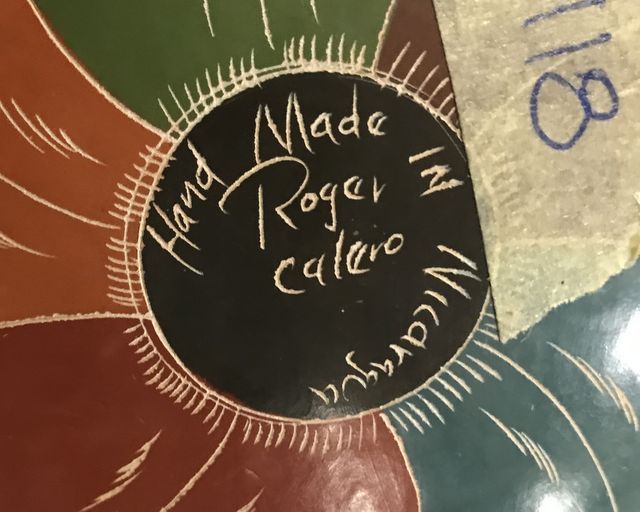 Hand Made IN Nicaragua
Roger
Calero
118